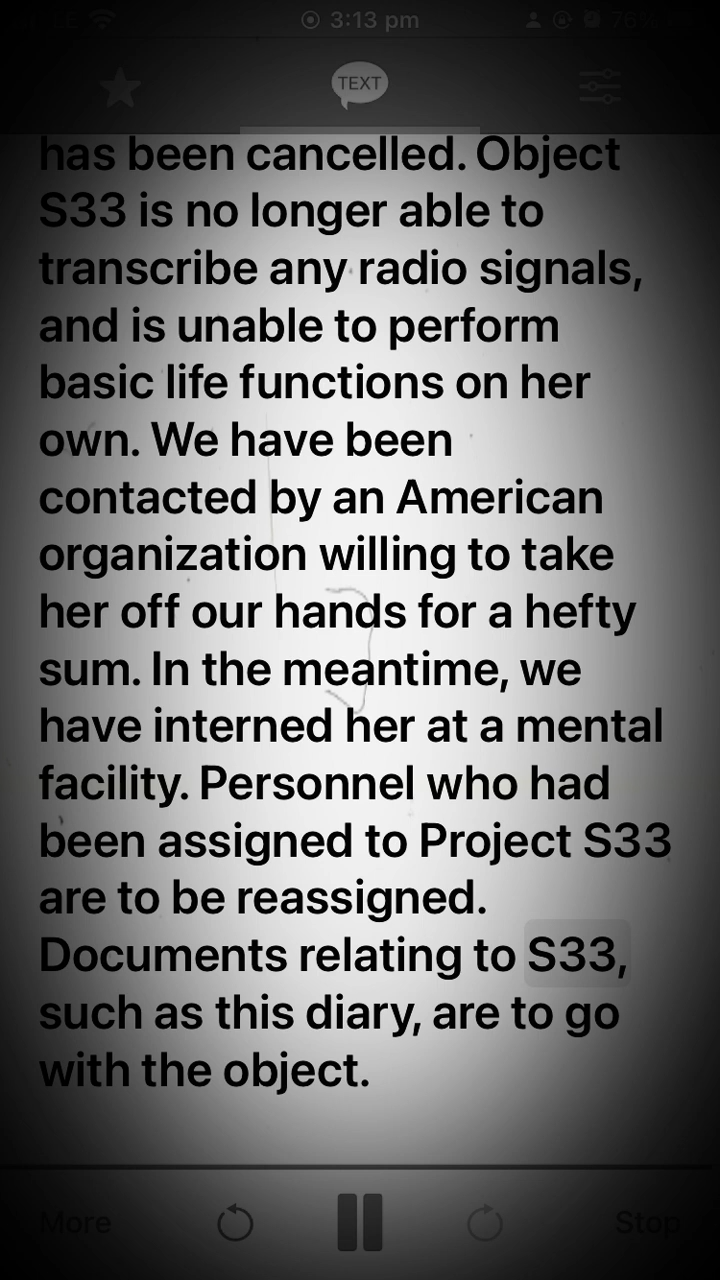 3:13 pm
76%
TEXT
has been cancelled. Object
S33 is no longer able to
transcribe any radio signals,
and is unable to perform
basic life functions on her
own. We have been
contacted by an American
organization willing to take
her off our hands for a hefty
sum. In the meantime, we
have interned her at a mental
facility. Personnel who had
been assigned to Project S33
are to be reassigned.
Documents relating to S33,
such as this diary, are to go
with the object.
More
Stop